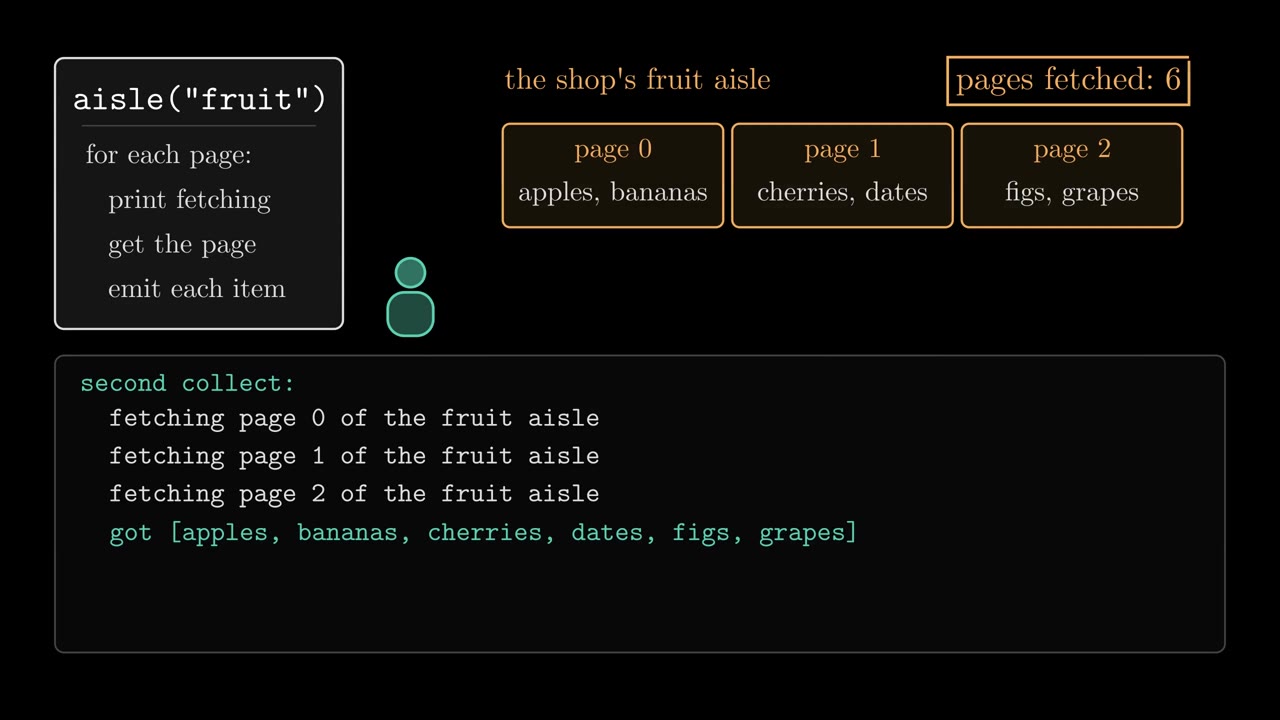 aisle("fruit")
for each page:
print fetching
get the page
emit each item
the shop's fruit aisle
pages fetched: 6
page 0
apples, bananas
page 1
cherries, dates
page 2
figs, grapes
second collect:
fetching page 0 of the fruit aisle
fetching page 1 of the fruit aisle
fetching page 2 of the fruit aisle
got [apples, bananas, cherries, dates, figs, grapes]